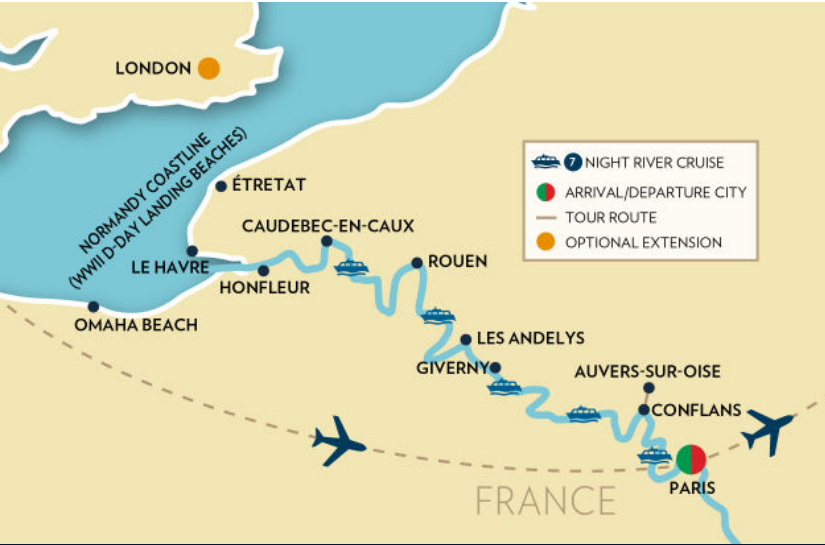 LONDON
NORMANDY COASTLINE
(WWII D-DAY LANDING BEACHES)
ÉTRETAT
7 NIGHT RIVER CRUISE
ARRIVAL/DEPARTURE CITY
TOUR ROUTE
OPTIONAL EXTENSION
CAUDEBEC-EN-CAUX
LE HAVRE
HONFLEUR
ROUEN
OMAHA BEACH
LES ANDELYS
GIVERNY
AUVERS-SUR-OISE
CONFLANS
PARIS
FRANCE